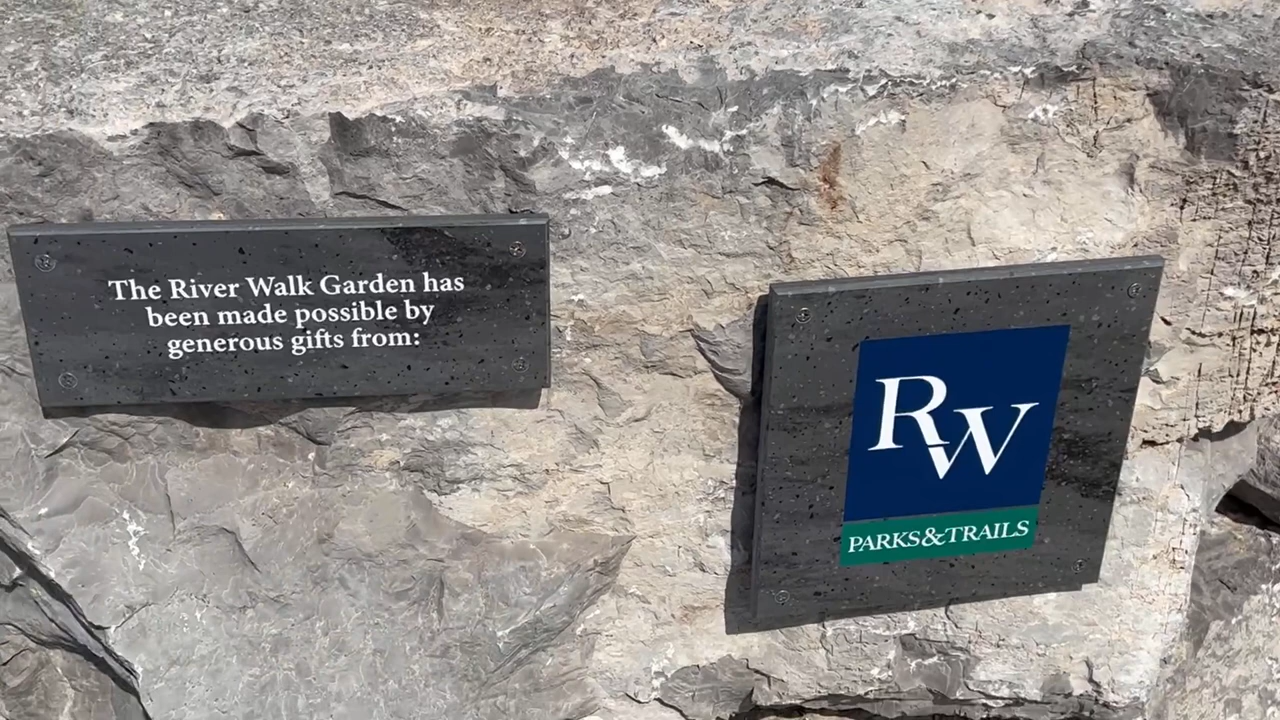 The River Walk Garden has
been made possible by
generous gifts from:
RW
PARKS&TRAILS